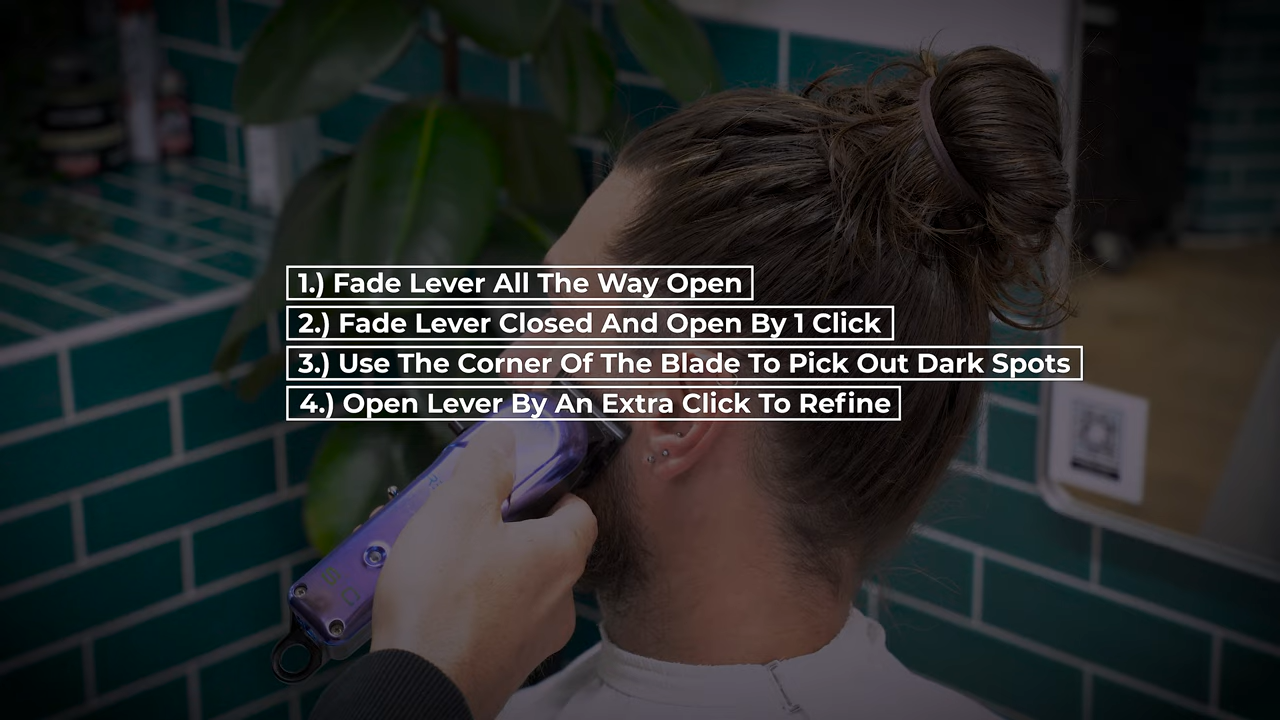 1.) Fade Lever All The Way Open
2.) Fade Lever Closed And Open By 1 Click
3.) Use The Corner Of The Blade To Pick Out Dark Spots
4.) Open Lever By An Extra Click To Refine